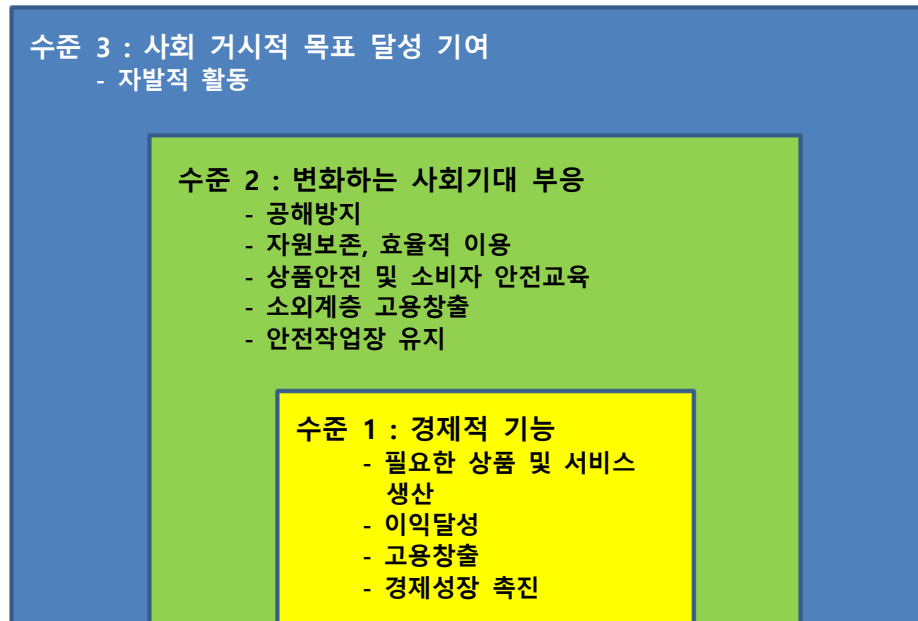 수준 3 : 사회 거시적 목표 달성 기여
- 자발적 활동
수준 2 : 변화하는 사회기대 부응
- 공해방지
- 자원보존, 효율적 이용
- 상품안전 및 소비자 안전교육
- 소외계층 고용창출
- 안전작업장 유지
수준 1 : 경제적 기능
- 필요한 상품 및 서비스
생산
- 이익달성
- 고용창출
- 경제성장 촉진